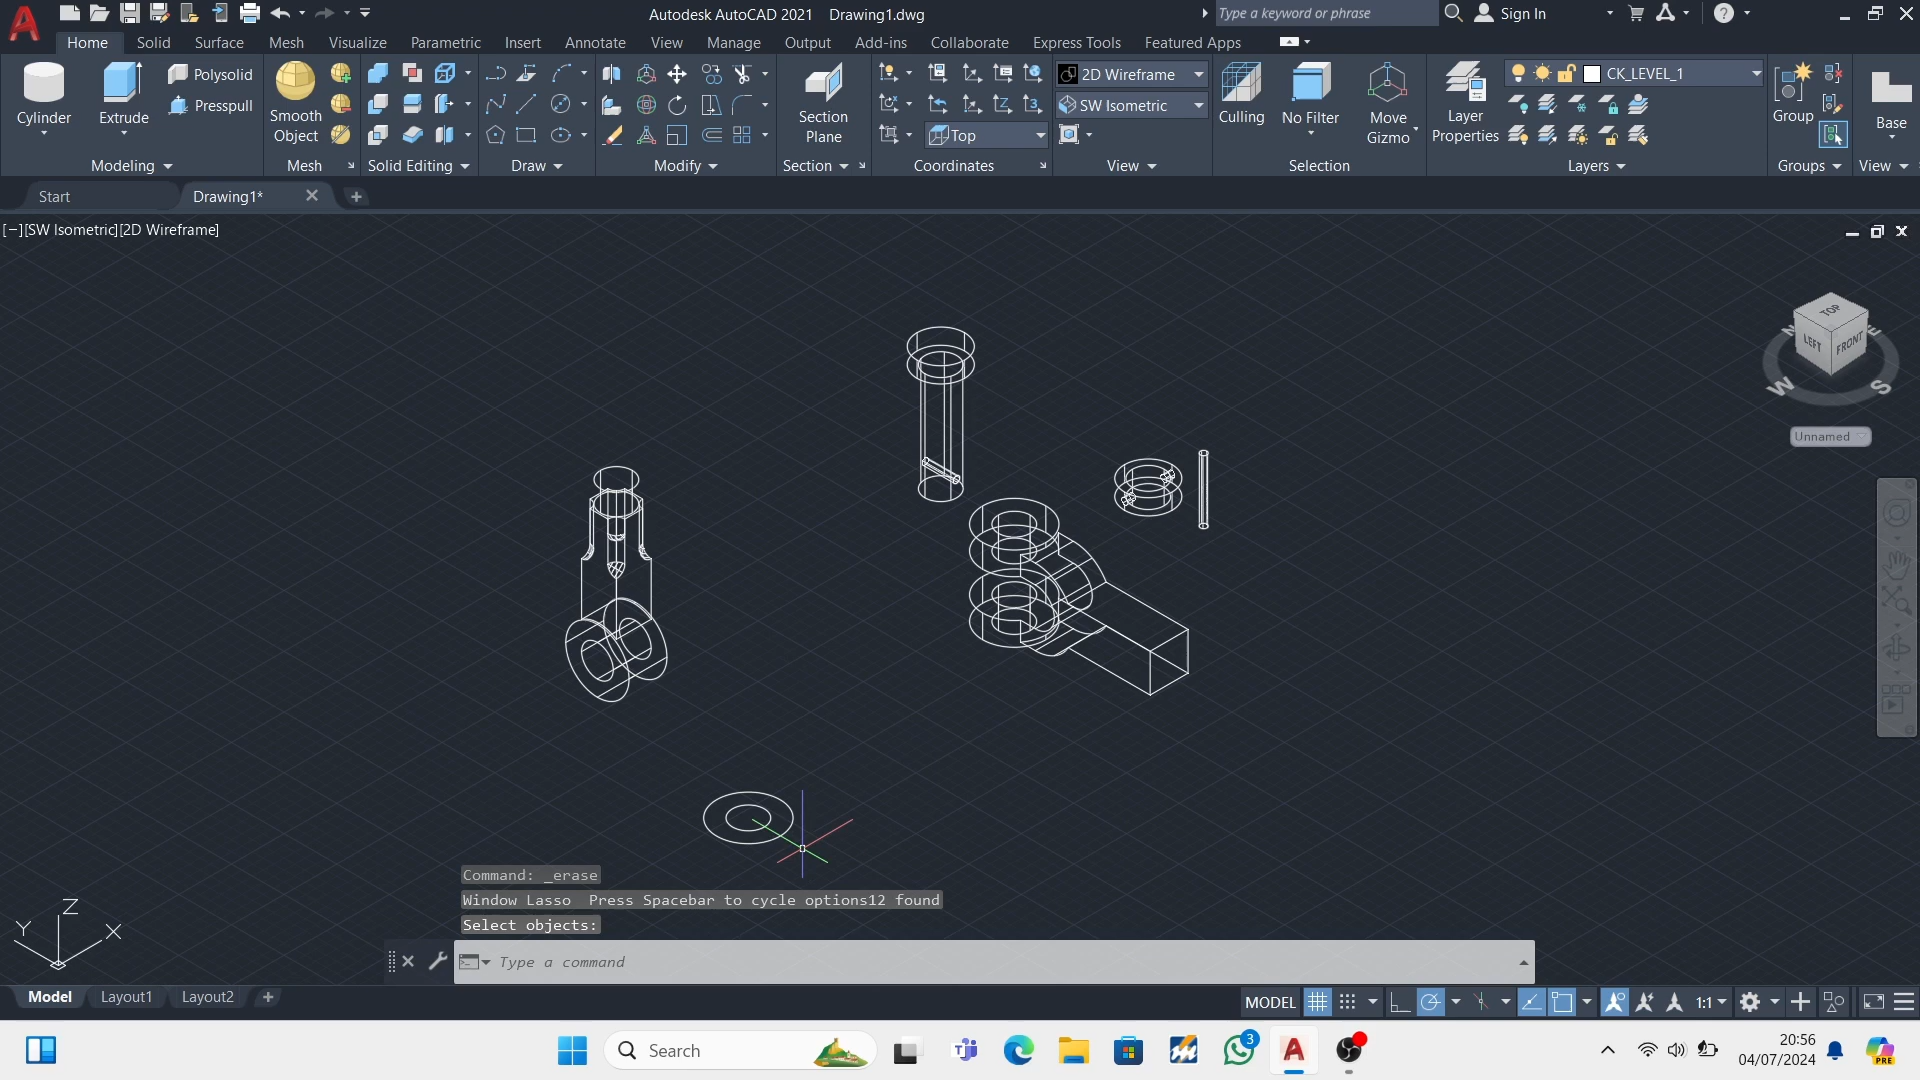 Autodesk AutoCAD 2021 Drawing1.dwg
Type a keyword or phrase
Sign In
Home Solid Surface Mesh Visualize Parametric Insert Annotate View Manage Output Add-ins Collaborate Express Tools Featured Apps
Cylinder
Extrude
Polysolid
Presspull
Smooth
Object
Section
Plane
Top
2D Wireframe
SW Isometric
Culling
No Filter
Move
Gizmo
Layer
Properties
CK_LEVEL_1
Group
Base
Modeling
Mesh
Solid Editing
Draw
Modify
Section
Coordinates
View
Selection
Layers
Groups
View
Start
Drawing1*
[−][SW Isometric][2D Wireframe]
TOP
LEFT
FRONT
N
E
W
S
Unnamed
Command: _erase
Window Lasso  Press Spacebar to cycle options12 found
Select objects:
Type a command
Z
Y
X
Model
Layout1
Layout2
MODEL
1:1
Search
3
20:56
04/07/2024
PRE